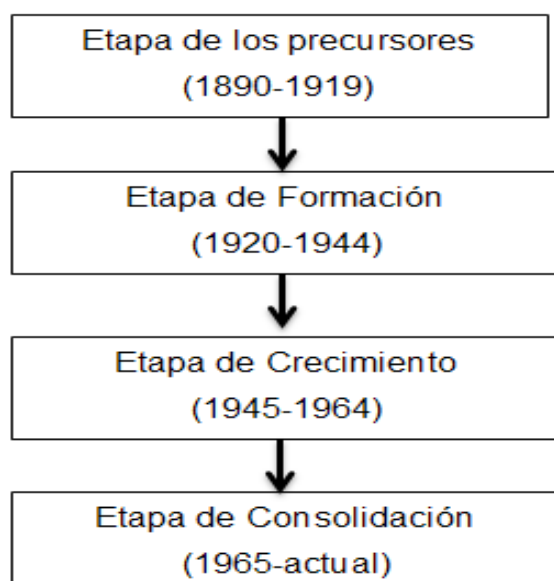 Etapa de los precursores
(1890-1919)
Etapa de Formación
(1920-1944)
Etapa de Crecimiento
(1945-1964)
Etapa de Consolidación
(1965-actual)